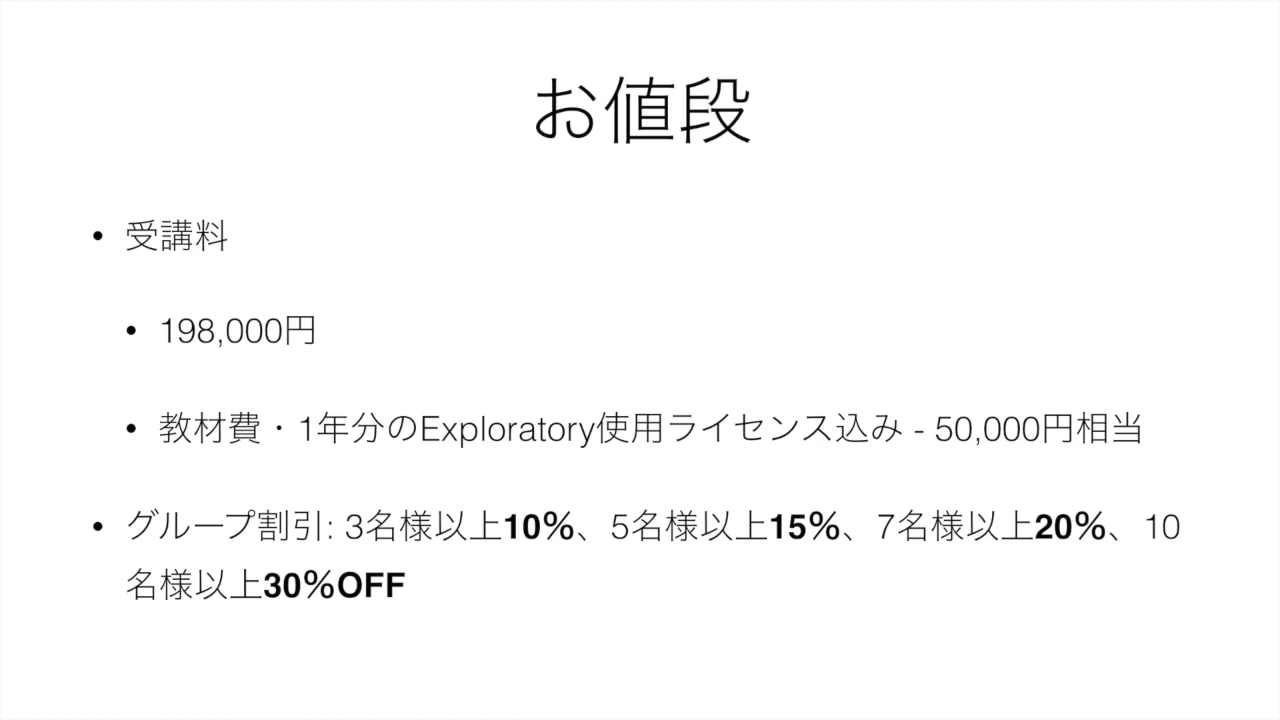 お値段
• 受講料
• 198,000円
• 教材費・1年分のExploratory使用ライセンス込み - 50,000円相当
• グループ割引: 3名様以上10%、5名様以上15%、7名様以上20%、10
名様以上30%OFF